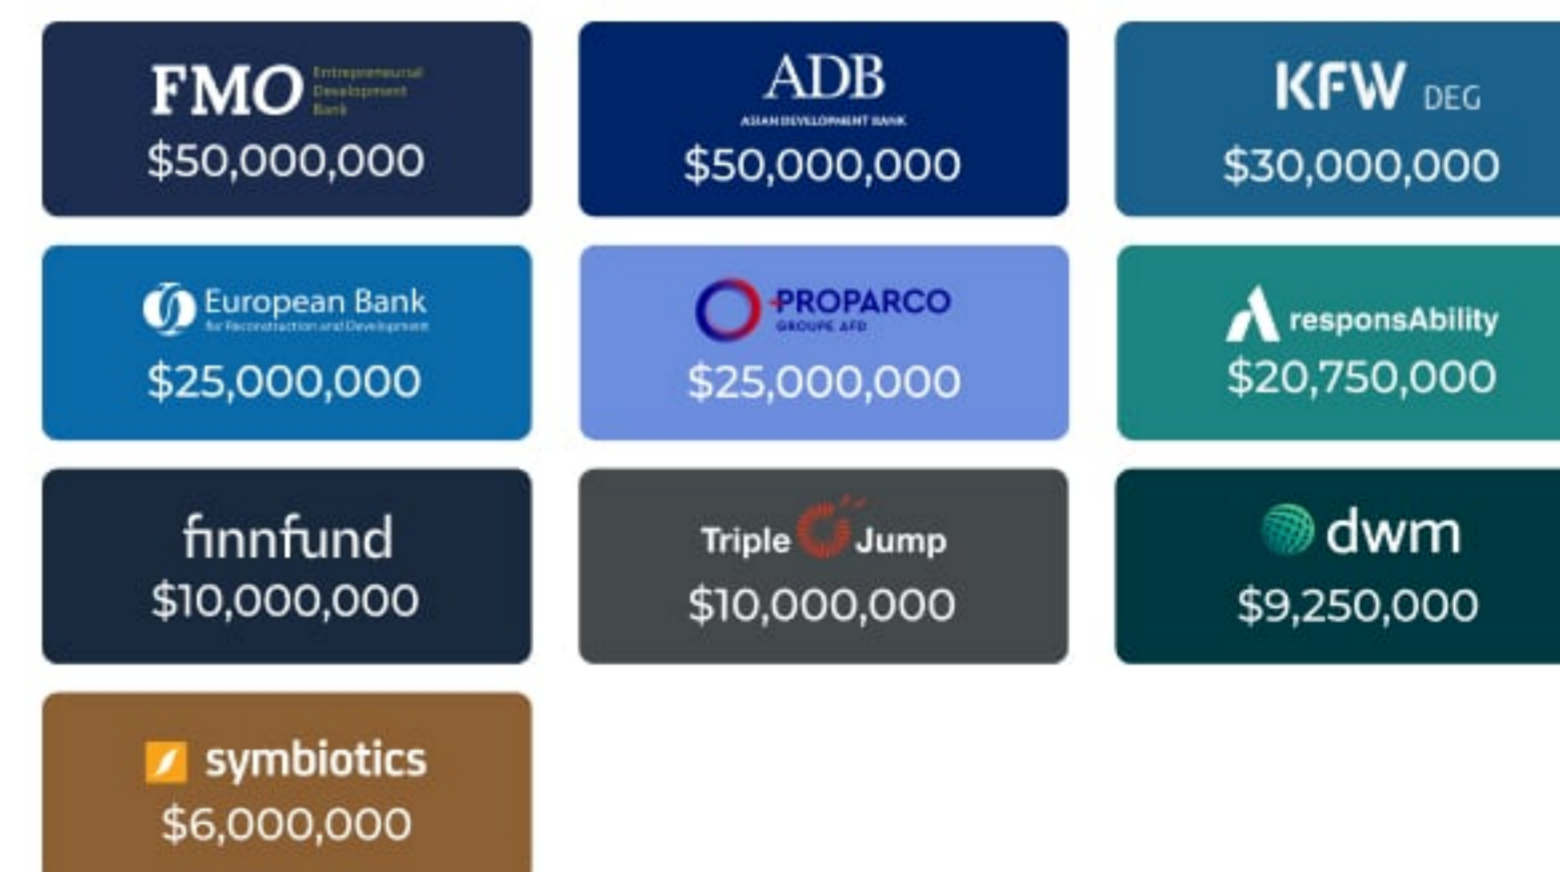 FMO Entrepreneurial
Development
Bank
$50,000,000
ADB
ASIAN DEVELOPMENT BANK
$50,000,000
KFW DEG
$30,000,000
European Bank
for Reconstruction and Development
$25,000,000
PROPARCO
GROUPE AFD
$25,000,000
responsAbility
$20,750,000
finnfund
$10,000,000
Triple Jump
$10,000,000
dwm
$9,250,000
symbiotics
$6,000,000